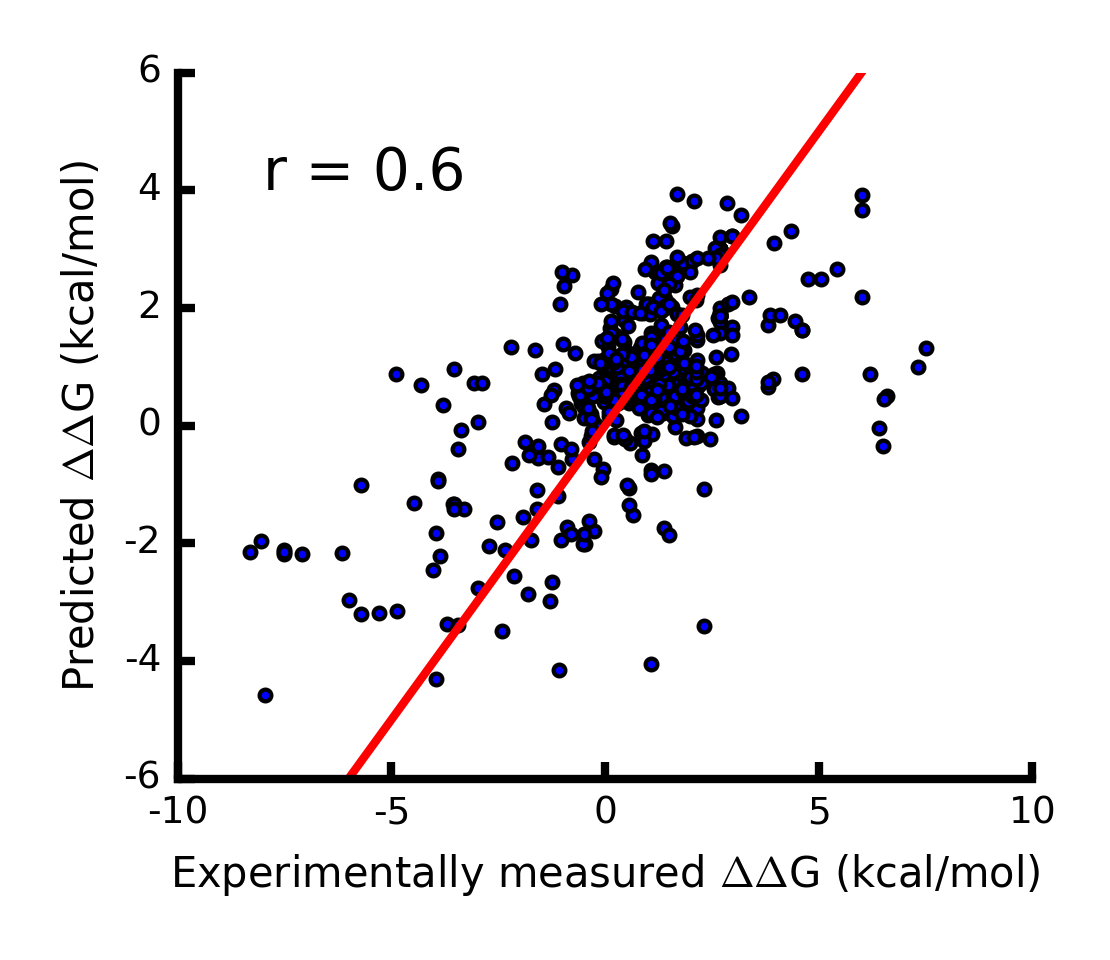 6
r = 0.6
4
2
0
-2
-4
-6
Predicted ΔΔG (kcal/mol)
-10 -5 0 5 10
Experimentally measured ΔΔG (kcal/mol)